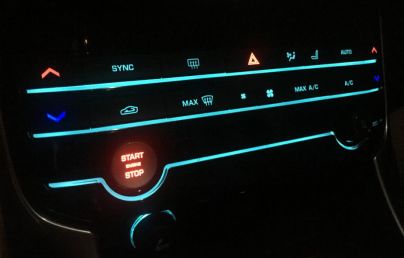 SYNC AUTO
MAX MAX A/C A/C
START
ENGINE
STOP